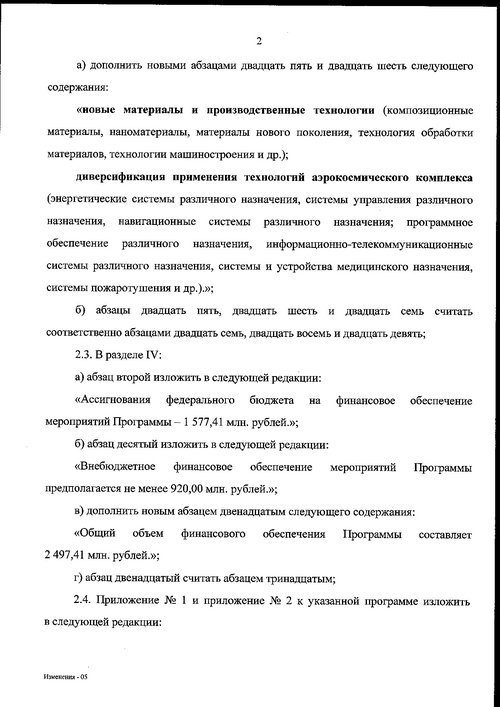 2
а) дополнить новыми абзацами двадцать пять и двадцать шесть следующего
содержания:
«новые материалы и производственные технологии (композиционные
материалы, наноматериалы, материалы нового поколения, технология обработки
материалов, технологии машиностроения и др.);
диверсификация применения технологий аэрокосмического комплекса
(энергетические системы различного назначения, системы управления различного
назначения, навигационные системы различного назначения; программное
обеспечение различного назначения, информационно-телекоммуникационные
системы различного назначения, системы и устройства медицинского назначения,
системы пожаротушения и др.).»;
б) абзацы двадцать пять, двадцать шесть и двадцать семь считать
соответственно абзацами двадцать семь, двадцать восемь и двадцать девять;
2.3. В разделе IV:
а) абзац второй изложить в следующей редакции:
«Ассигнования федерального бюджета на финансовое обеспечение
мероприятий Программы – 1 577,41 млн. рублей.»;
б) абзац десятый изложить в следующей редакции:
«Внебюджетное финансовое обеспечение мероприятий Программы
предполагается не менее 920,00 млн. рублей.»;
в) дополнить новым абзацем двенадцатым следующего содержания:
«Общий объем финансового обеспечения Программы составляет
2 497,41 млн. рублей.»;
г) абзац двенадцатый считать абзацем тринадцатым;
2.4. Приложение № 1 и приложение № 2 к указанной программе изложить
в следующей редакции:
Изменения - 05